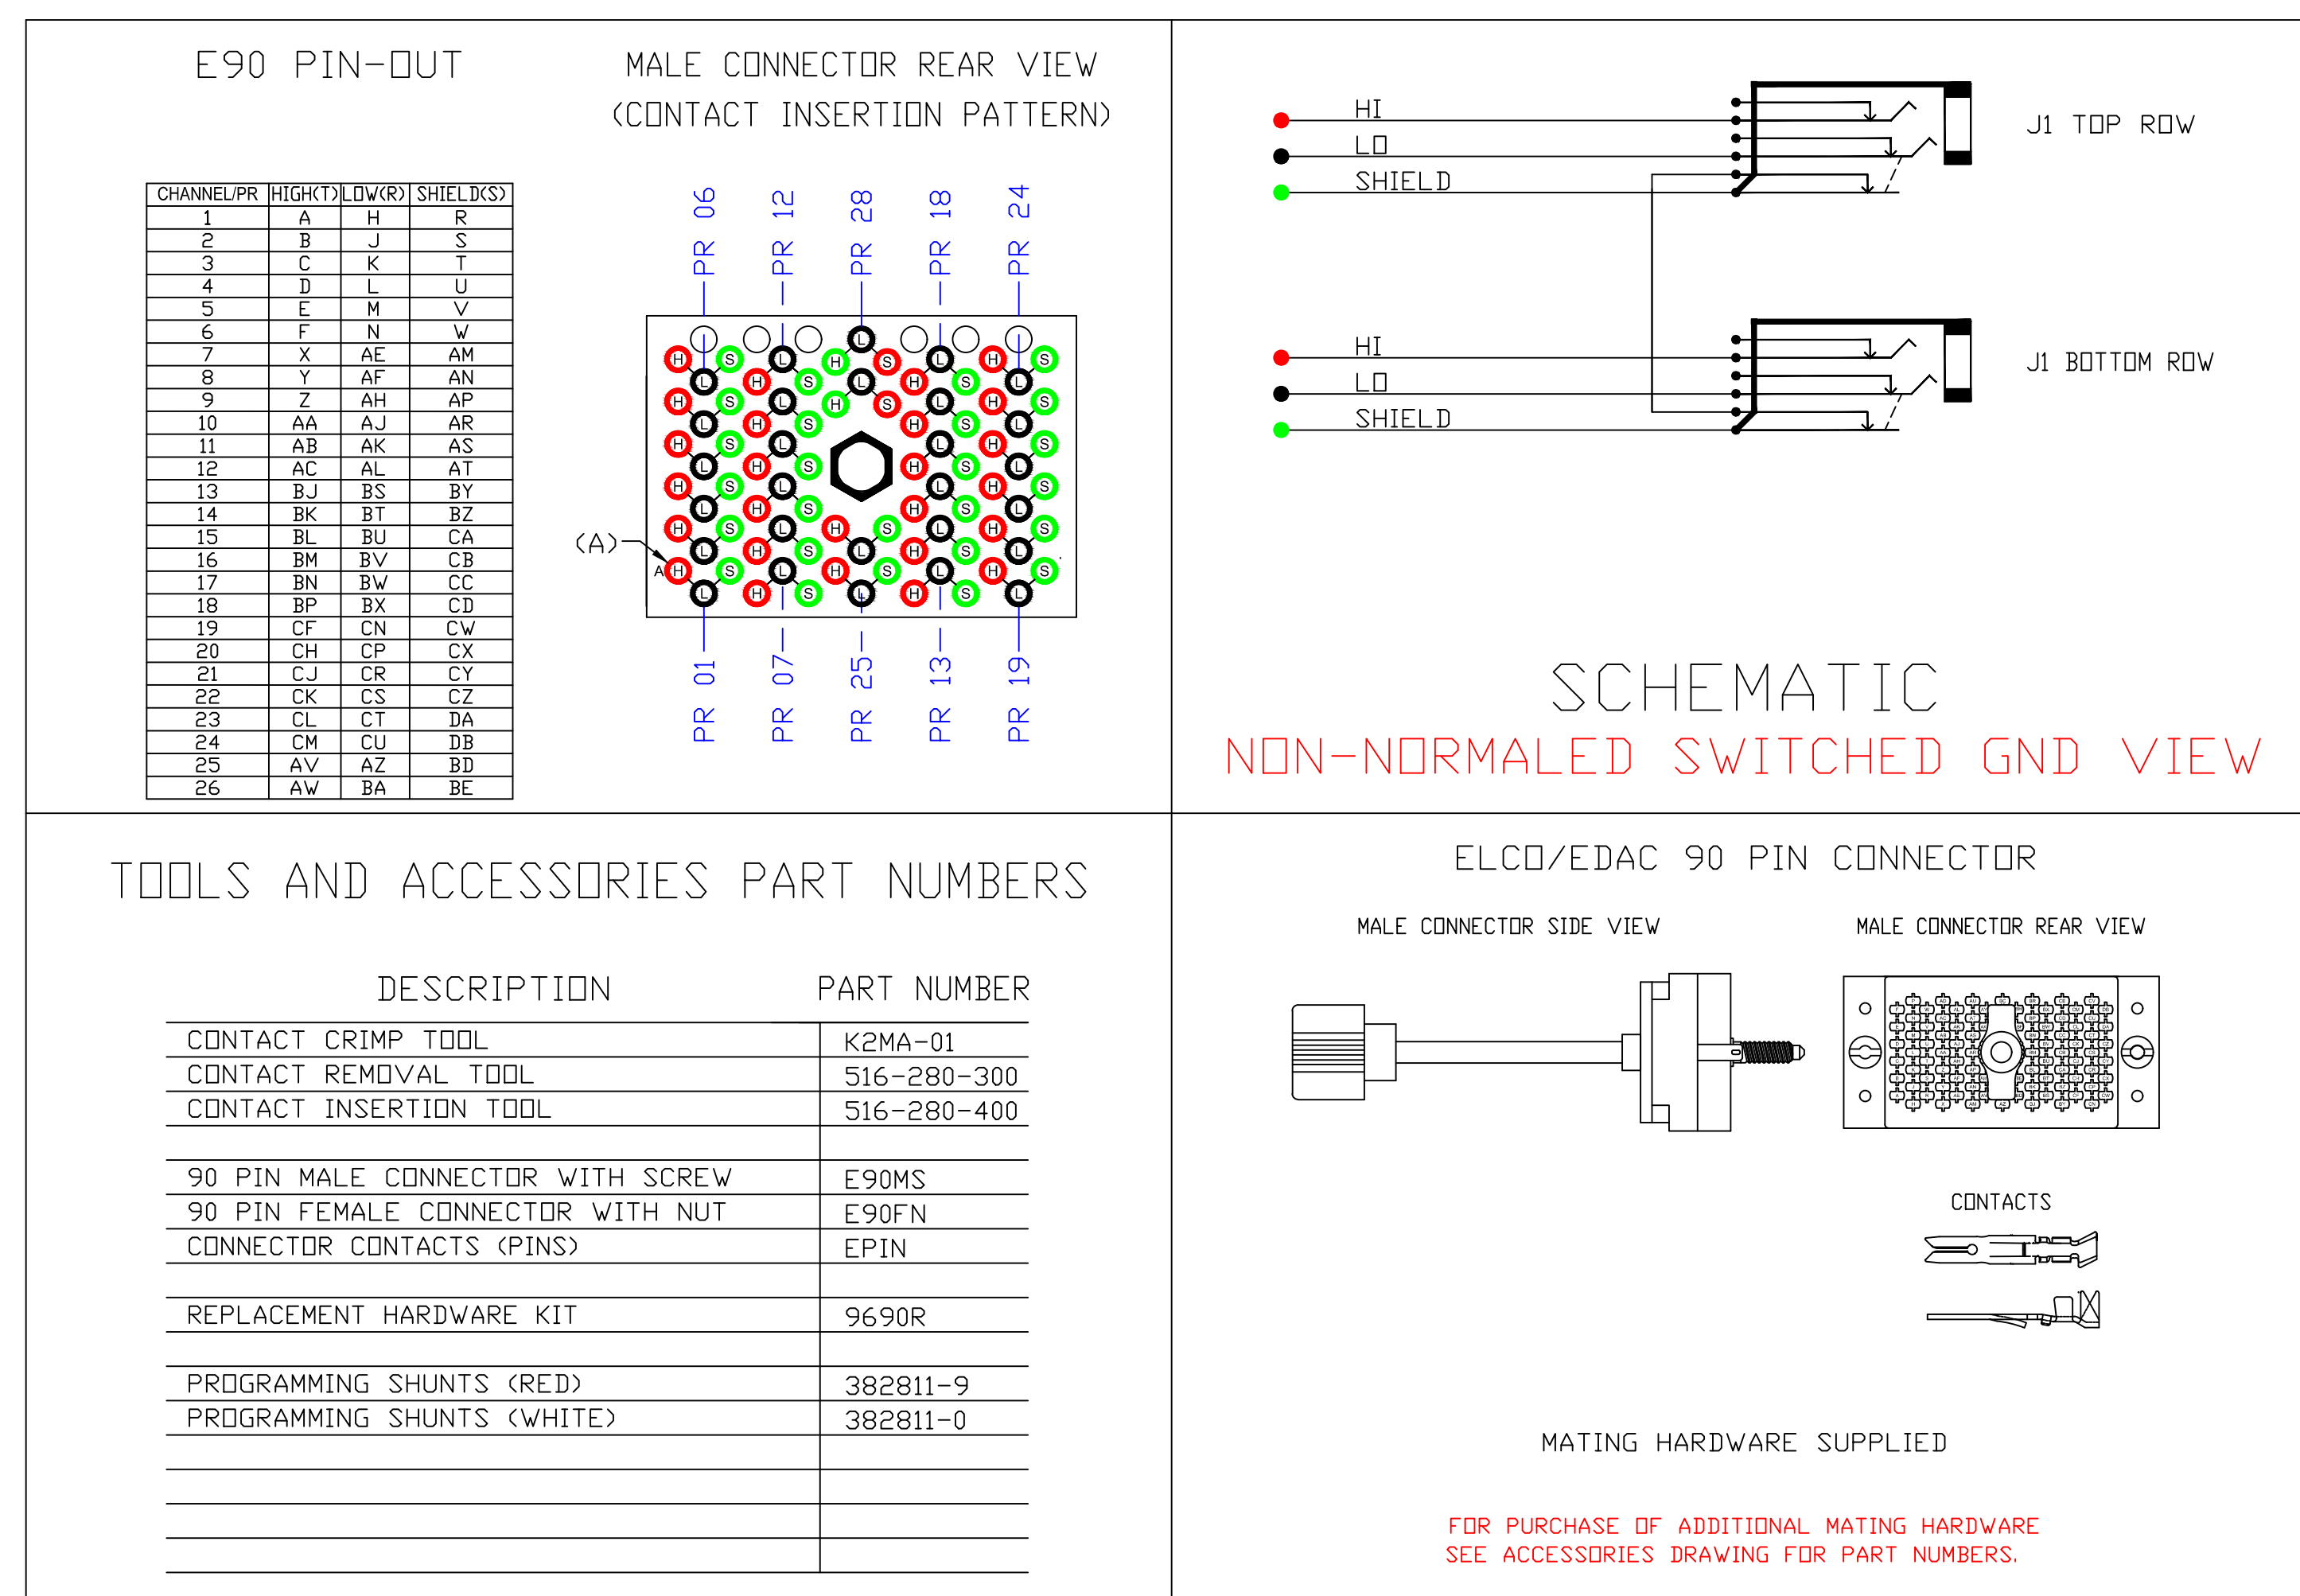 E90 PIN-OUT
MALE CONNECTOR REAR VIEW
(CONTACT INSERTION PATTERN)
CHANNEL/PR HIGH(T) LOW(R) SHIELD(S)
1 A H R
2 B J S
3 C K T
4 D L U
5 E M V
6 F N W
7 X AE AM
8 Y AF AN
9 Z AH AP
10 AA AJ AR
11 AB AK AS
12 AC AL AT
13 BJ BS BY
14 BK BT BZ
15 BL BU CA
16 BM BV CB
17 BN BW CC
18 BP BX CD
19 CF CN CW
20 CH CP CX
21 CJ CR CY
22 CK CS CZ
23 CL CT DA
24 CM CU DB
25 AV AZ BD
26 AW BA BE
PR 06
PR 12
PR 28
PR 18
PR 24
L
H S L H S L H S
L H S L H S L
H S L H S L H S
L H S L H S L
H S L L H S
L H S H S L
H S L L H S
L H S H S L
H S L H S L H S
L H S L H S L
(A)
A H S L H S L H S
L H S L H S L
PR 01
PR 07
PR 25
PR 13
PR 19
HI
LO
SHIELD
J1 TOP ROW
HI
LO
SHIELD
J1 BOTTOM ROW
SCHEMATIC
NON-NORMALED SWITCHED GND VIEW
TOOLS AND ACCESSORIES PART NUMBERS
DESCRIPTION PART NUMBER
CONTACT CRIMP TOOL K2MA-01
CONTACT REMOVAL TOOL 516-280-300
CONTACT INSERTION TOOL 516-280-400
90 PIN MALE CONNECTOR WITH SCREW E90MS
90 PIN FEMALE CONNECTOR WITH NUT E90FN
CONNECTOR CONTACTS (PINS) EPIN
REPLACEMENT HARDWARE KIT 9690R
PROGRAMMING SHUNTS (RED) 382811-9
PROGRAMMING SHUNTS (WHITE) 382811-0
ELCO/EDAC 90 PIN CONNECTOR
MALE CONNECTOR SIDE VIEW
MALE CONNECTOR REAR VIEW
CONTACTS
MATING HARDWARE SUPPLIED
FOR PURCHASE OF ADDITIONAL MATING HARDWARE
SEE ACCESSORIES DRAWING FOR PART NUMBERS.